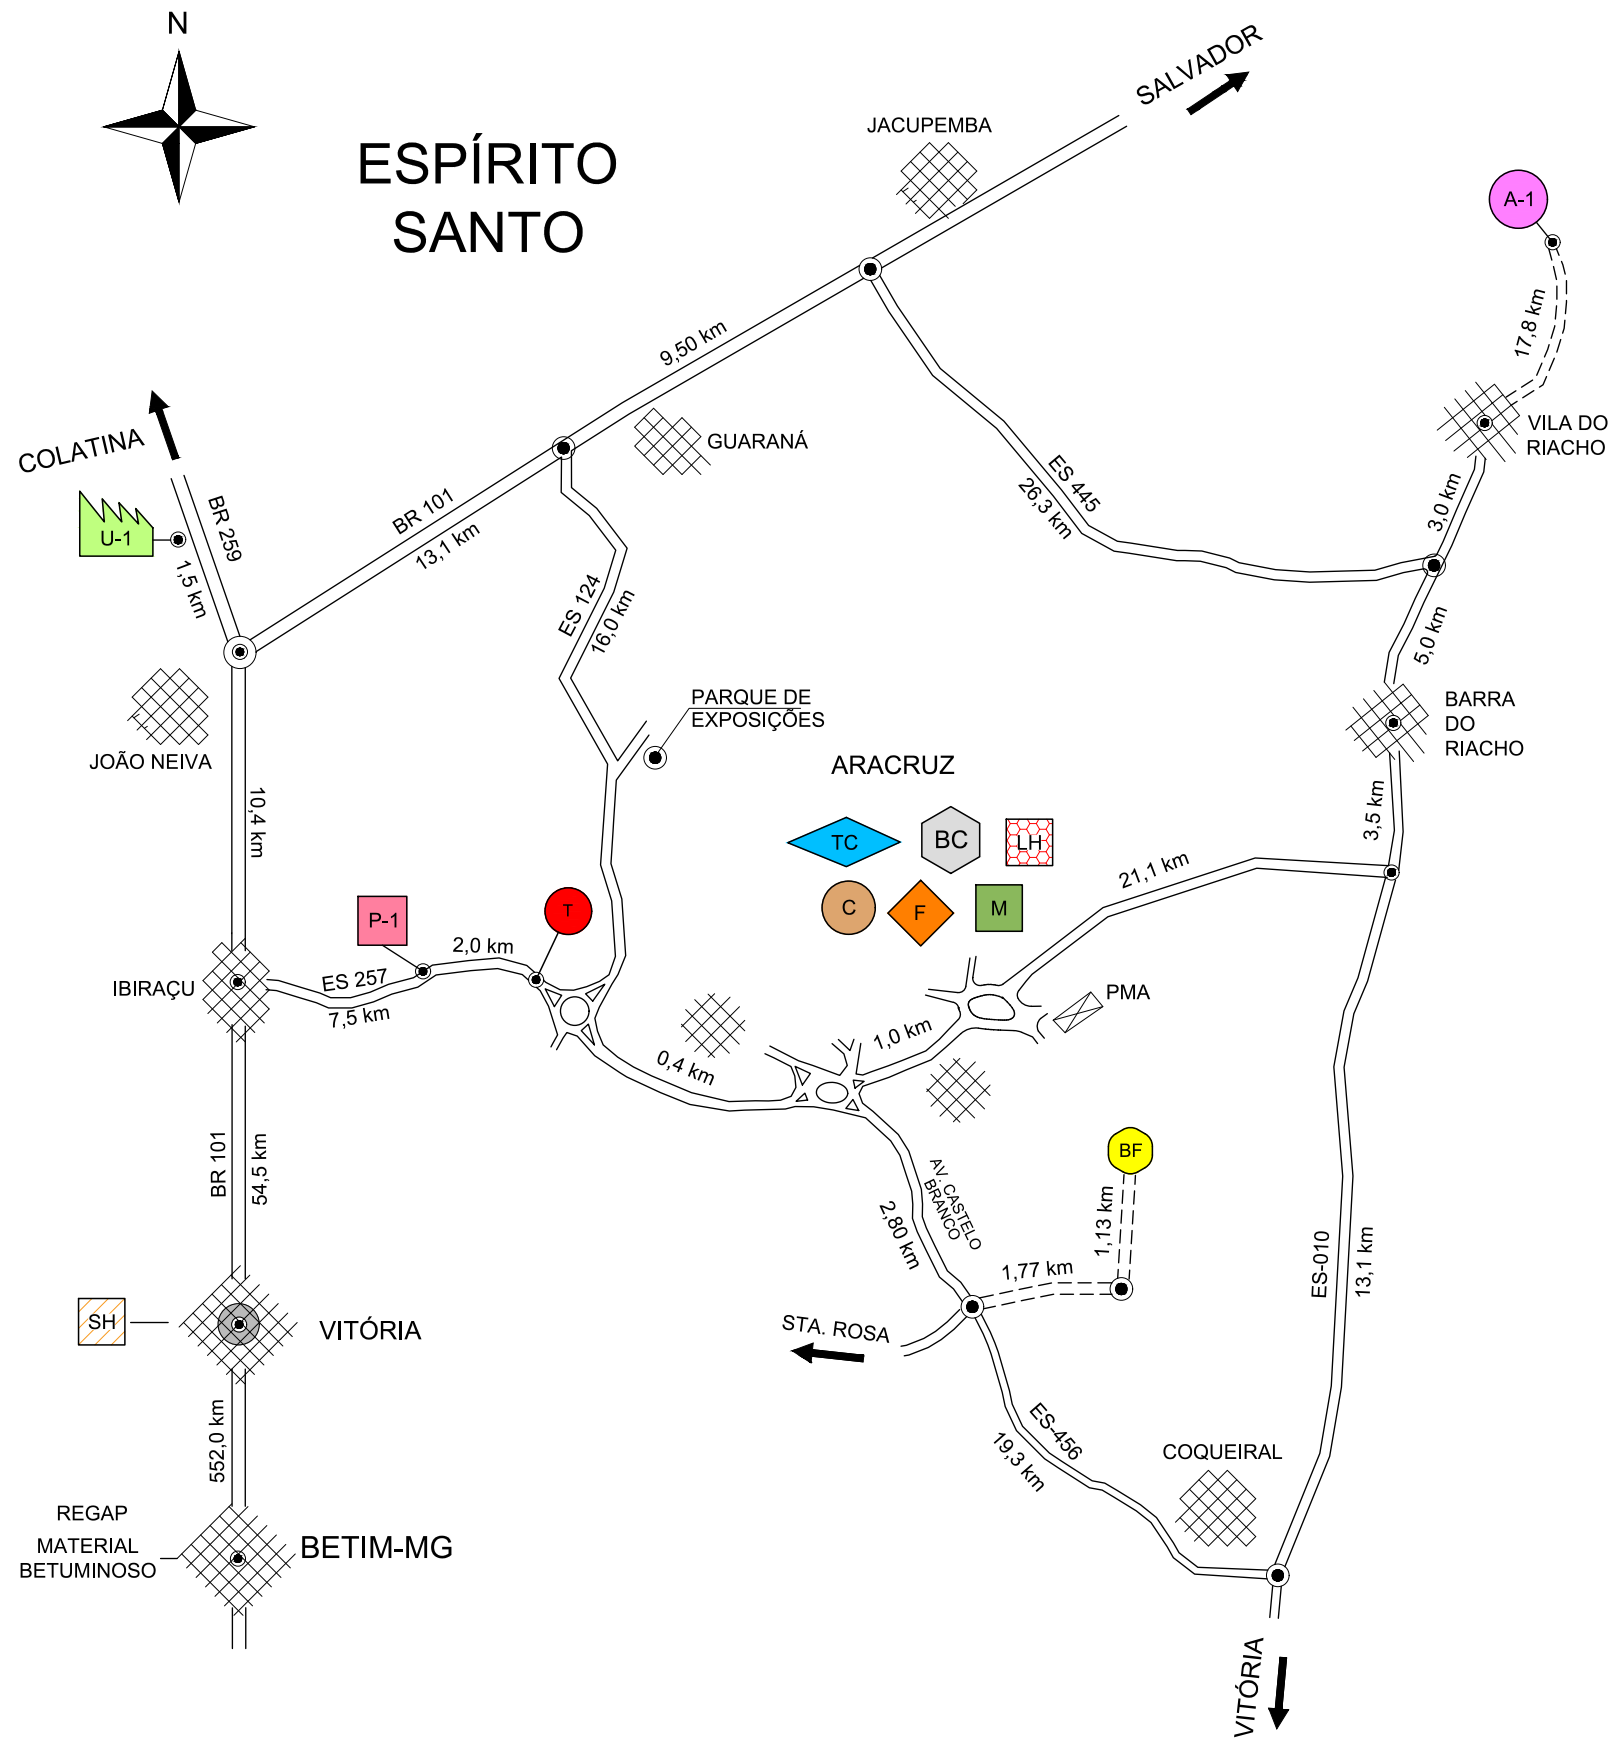 N
ESPÍRITO
SANTO
SALVADOR
JACUPEMBA
A-1
17,8 km
9,50 km
VILA DO
RIACHO
COLATINA
GUARANÁ
U-1
BR 259
1,5 km
BR 101
13,1 km
ES 445
26,3 km
3,0 km
ES 124
16,0 km
5,0 km
PARQUE DE
EXPOSIÇÕES
BARRA
DO
RIACHO
JOÃO NEIVA
ARACRUZ
10,4 km
TC
BC
LH
3,5 km
21,1 km
P-1
T
C
F
M
2,0 km
IBIRAÇU
ES 257
7,5 km
PMA
1,0 km
0,4 km
BR 101
54,5 km
AV. CASTELO
BRANCO
2,80 km
BF
1,13 km
1,77 km
ES-010
13,1 km
SH
VITÓRIA
STA. ROSA
552,0 km
ES-456
19,3 km
COQUEIRAL
REGAP
MATERIAL
BETUMINOSO
BETIM-MG
VITÓRIA